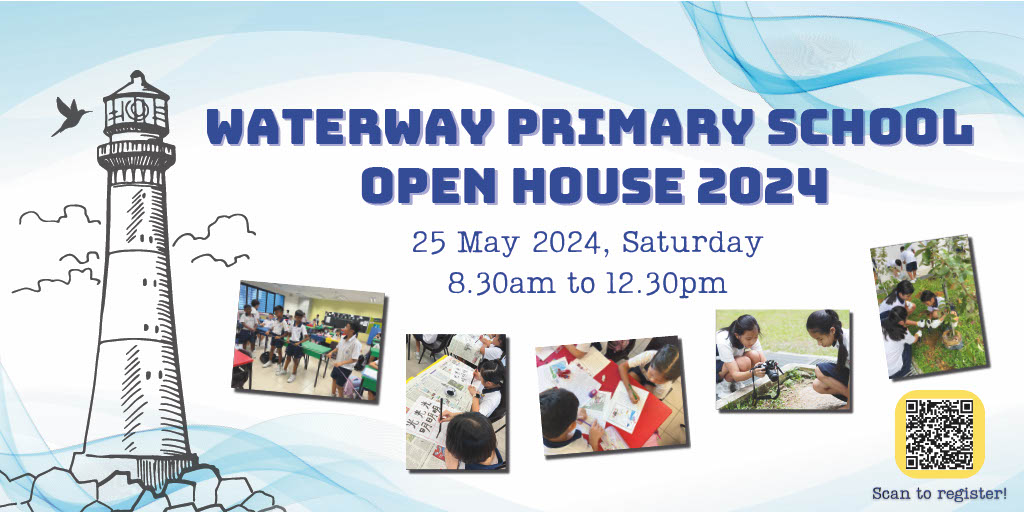 WATERWAY PRIMARY SCHOOL
OPEN HOUSE 2024
25 May 2024, Saturday
8.30am to 12.30pm
Scan to register!